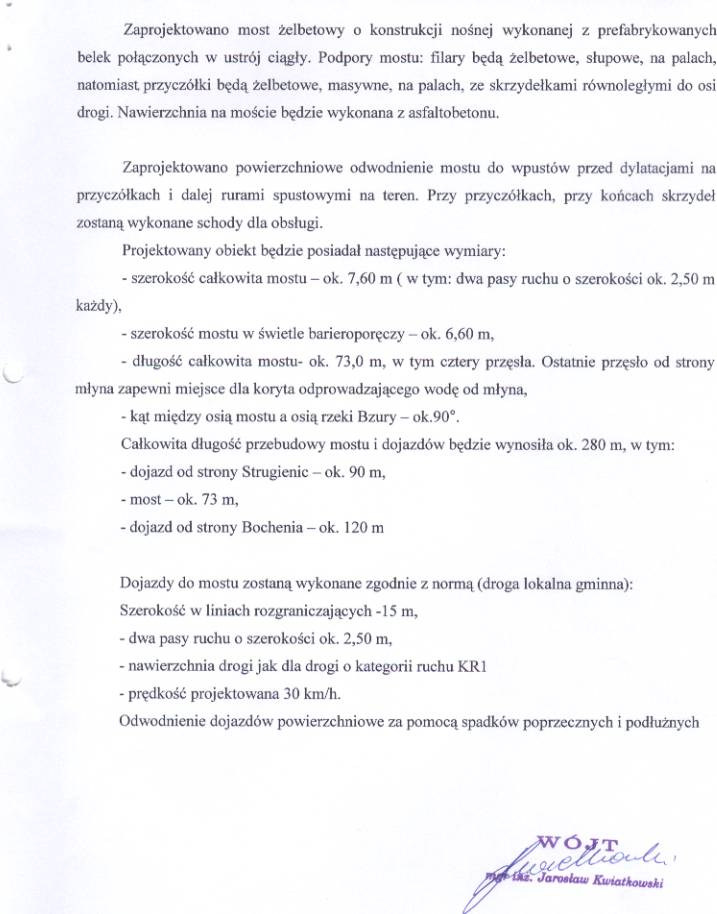 Zaprojektowano most żelbetowy o konstrukcji nośnej wykonanej z prefabrykowanych
belek połączonych w ustrój ciągły. Podpory mostu: filary będą żelbetowe, słupowe, na palach,
natomiast przyczółki będą żelbetowe, masywne, na palach, ze skrzydełkami równoległymi do osi
drogi. Nawierzchnia na moście będzie wykonana z asfaltobetonu.
Zaprojektowano powierzchniowe odwodnienie mostu do wpustów przed dylatacjami na
przyczółkach i dalej rurami spustowymi na teren. Przy przyczółkach, przy końcach skrzydeł
zostaną wykonane schody dla obsługi.
Projektowany obiekt będzie posiadał następujące wymiary:
- szerokość całkowita mostu – ok. 7,60 m ( w tym: dwa pasy ruchu o szerokości ok. 2,50 m
każdy),
- szerokość mostu w świetle barieroporęczy – ok. 6,60 m,
- długość całkowita mostu- ok. 73,0 m, w tym cztery przęsła. Ostatnie przęsło od strony
młyna zapewni miejsce dla koryta odprowadzającego wodę od młyna,
- kąt między osią mostu a osią rzeki Bzury – ok.90°.
Całkowita długość przebudowy mostu i dojazdów będzie wynosiła ok. 280 m, w tym:
- dojazd od strony Strugienic – ok. 90 m,
- most – ok. 73 m,
- dojazd od strony Bochenia – ok. 120 m
Dojazdy do mostu zostaną wykonane zgodnie z normą (droga lokalna gminna):
Szerokość w liniach rozgraniczających -15 m,
- dwa pasy ruchu o szerokości ok. 2,50 m,
- nawierzchnia drogi jak dla drogi o kategorii ruchu KR1
- prędkość projektowana 30 km/h.
Odwodnienie dojazdów powierzchniowe za pomocą spadków poprzecznych i podłużnych
WÓJT
mgr inż. Jarosław Kwiatkowski